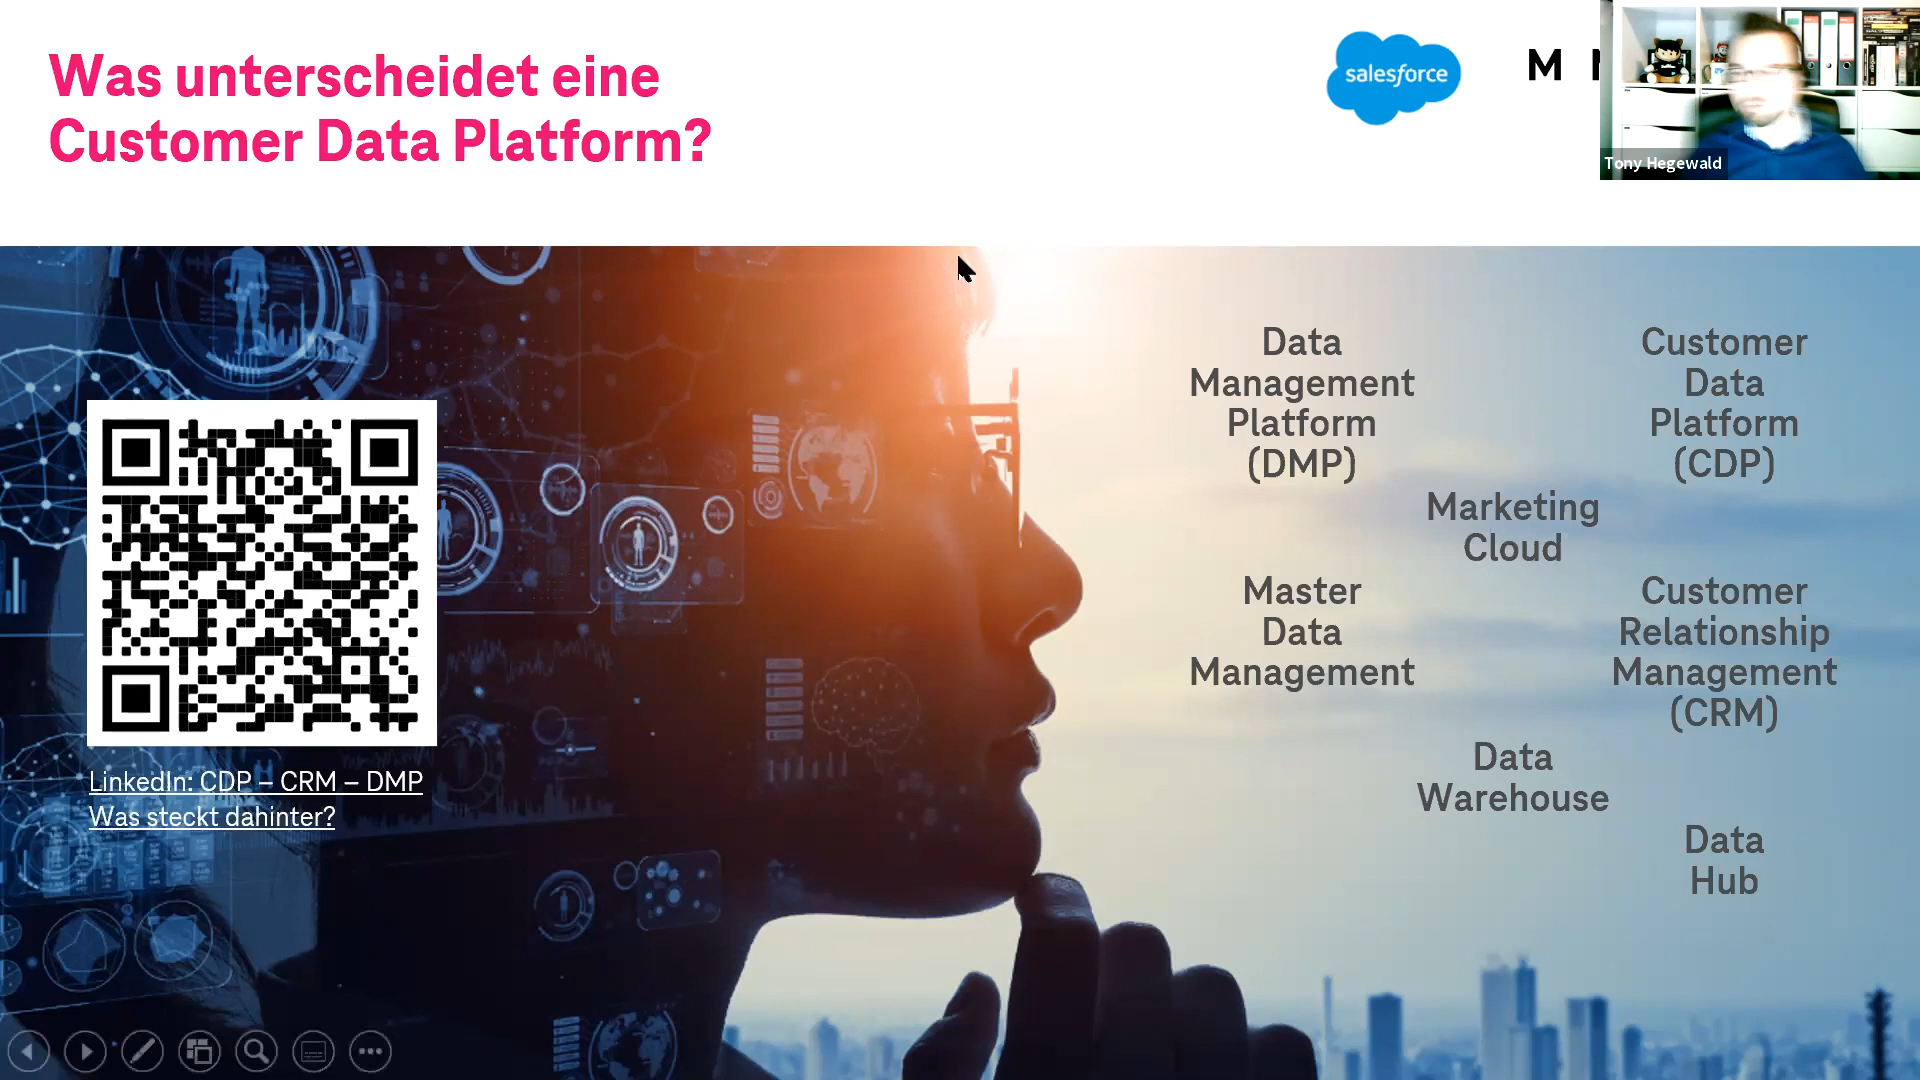 Was unterscheidet eine
Customer Data Platform?
salesforce
M
Tony Hegewald
Data
Management
Platform
(DMP)
Customer
Data
Platform
(CDP)
Marketing
Cloud
Master
Data
Management
Customer
Relationship
Management
(CRM)
Data
Warehouse
Data
Hub
LinkedIn: CDP – CRM – DMP
Was steckt dahinter?